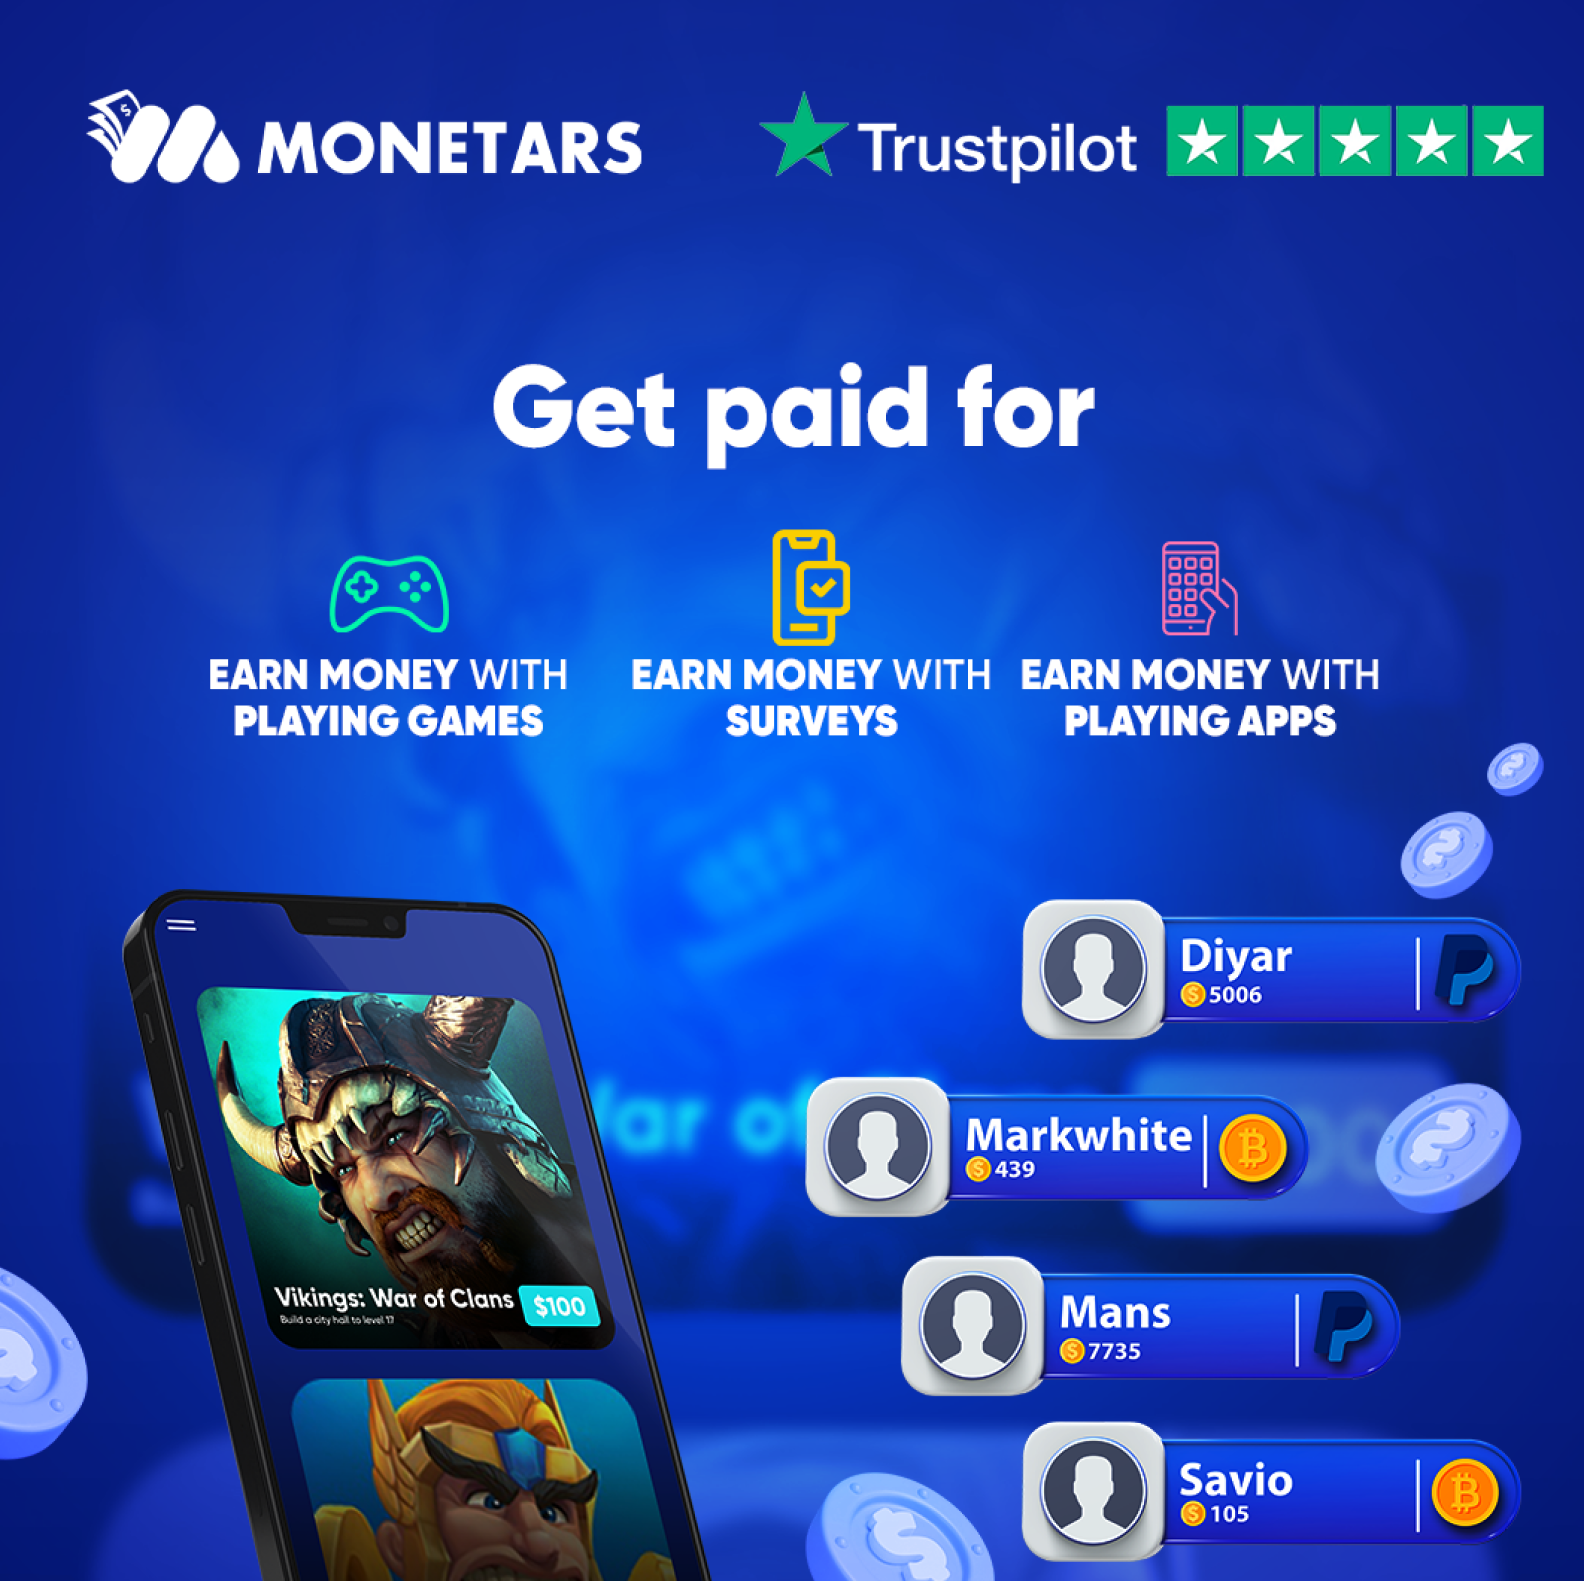 MONETARS
Trustpilot
Get paid for
EARN MONEY WITH
PLAYING GAMES
EARN MONEY WITH
SURVEYS
EARN MONEY WITH
PLAYING APPS
Vikings: War of Clans
$100
Build a city hall to level 17
Diyar
5006
Markwhite
439
Mans
7735
Savio
105